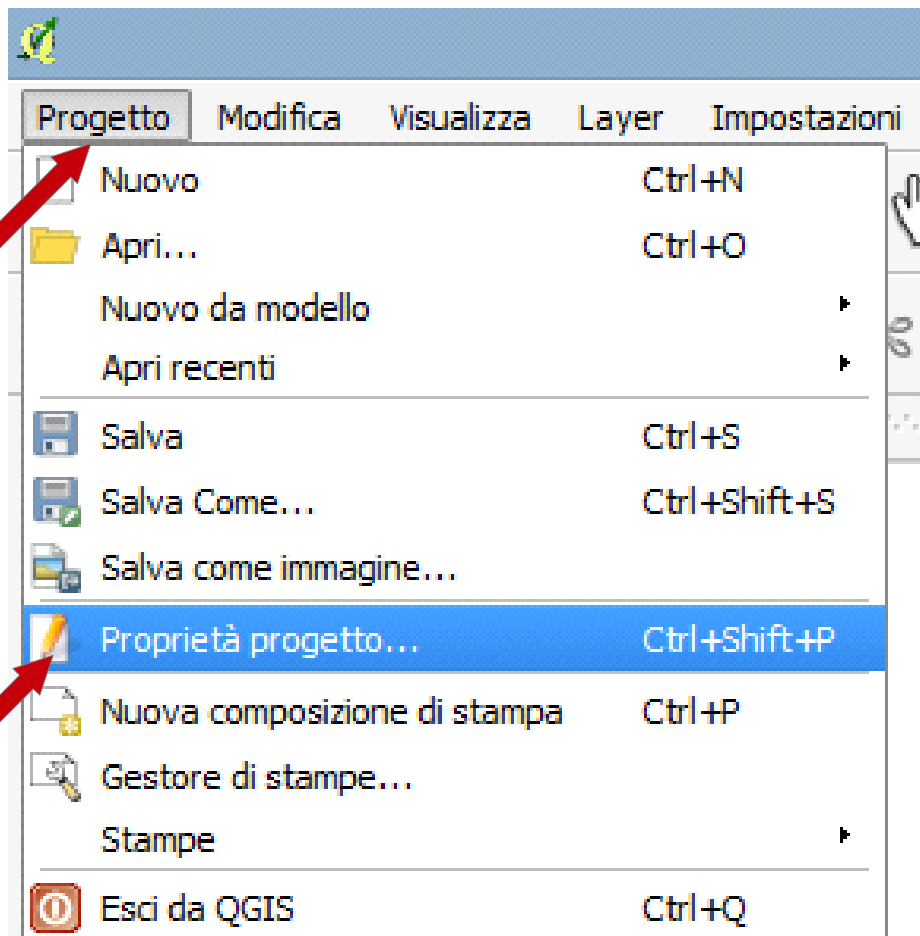 Progetto Modifica Visualizza Layer Impostazioni
Nuovo Ctrl+N
Apri... Ctrl+O
Nuovo da modello
Apri recenti
Salva Ctrl+S
Salva Come... Ctrl+Shift+S
Salva come immagine...
Proprietà progetto... Ctrl+Shift+P
Nuova composizione di stampa Ctrl+P
Gestore di stampe...
Stampe
Esci da QGIS Ctrl+Q